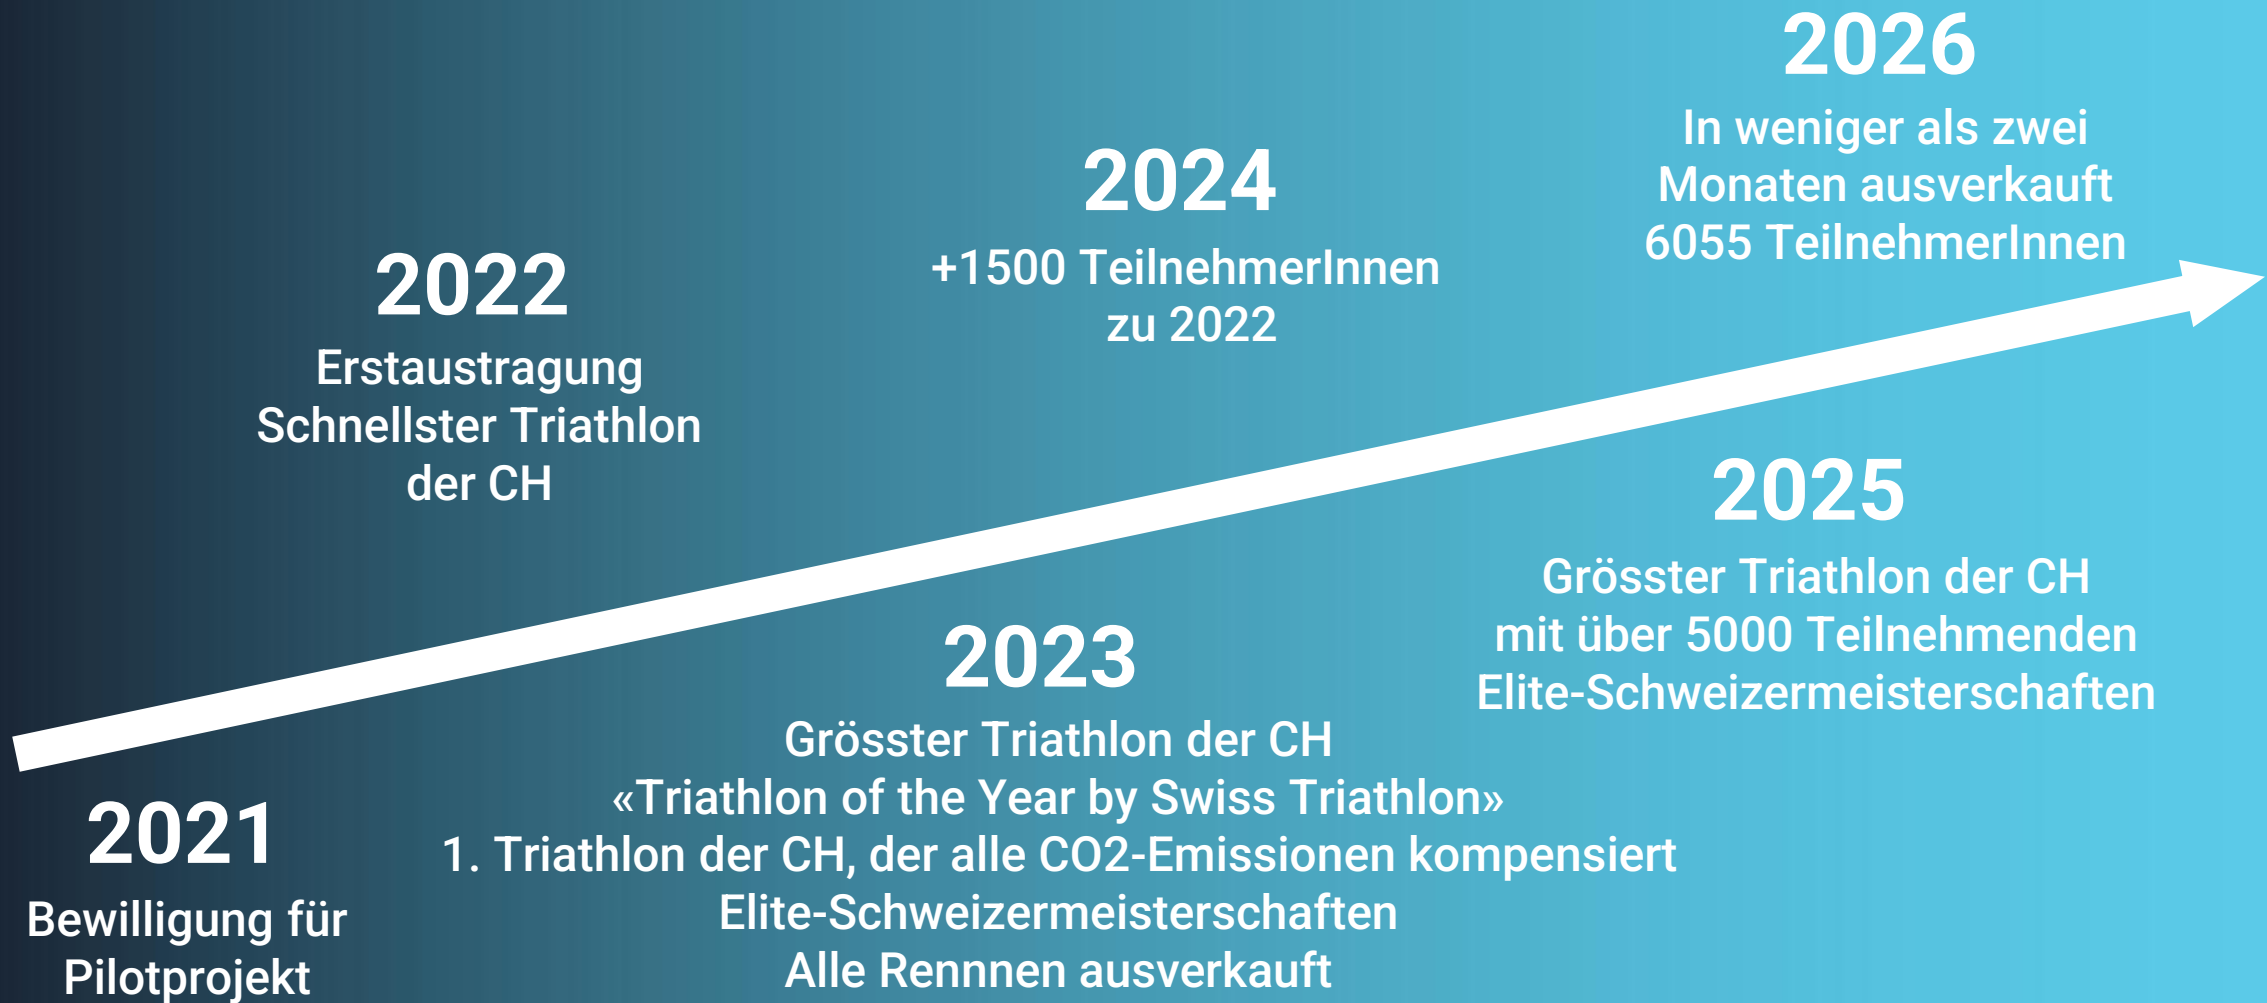 2021
Bewilligung für
Pilotprojekt
2022
Erstaustragung
Schnellster Triathlon
der CH
2023
Grösster Triathlon der CH
«Triathlon of the Year by Swiss Triathlon»
1. Triathlon der CH, der alle CO2-Emissionen kompensiert
Elite-Schweizermeisterschaften
Alle Rennnen ausverkauft
2024
+1500 TeilnehmerInnen
zu 2022
2025
Grösster Triathlon der CH
mit über 5000 Teilnehmenden
Elite-Schweizermeisterschaften
2026
In weniger als zwei
Monaten ausverkauft
6055 TeilnehmerInnen